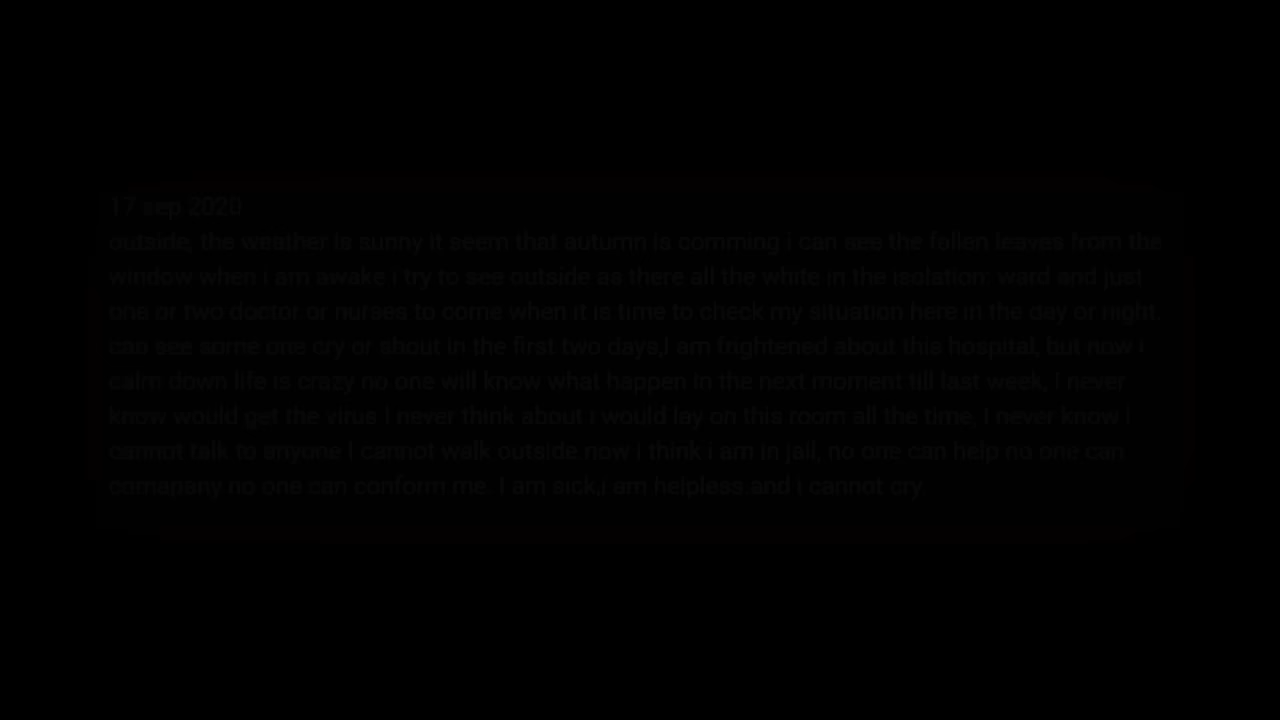 17 sep 2020
outside, the weather is sunny it seem that autumn is comming i can see the fallen leaves from the
window when i am awake i try to see outside as there all the white in the isolation ward and just
one or two doctor or nurses to come when it is time to check my situation here in the day or night
can see some one cry or shout in the first two days,I am frightened about this hospital, but now i
calm down life is crazy no one will know what happen in the next moment till last week, I never
know would get the virus I never think about i would lay on this room all the time, I never know I
cannot talk to anyone I cannot walk outside.now i think i am in jail, no one can help no one can
comapany no one can conform me. I am sick,i am helpless.and i cannot cry.